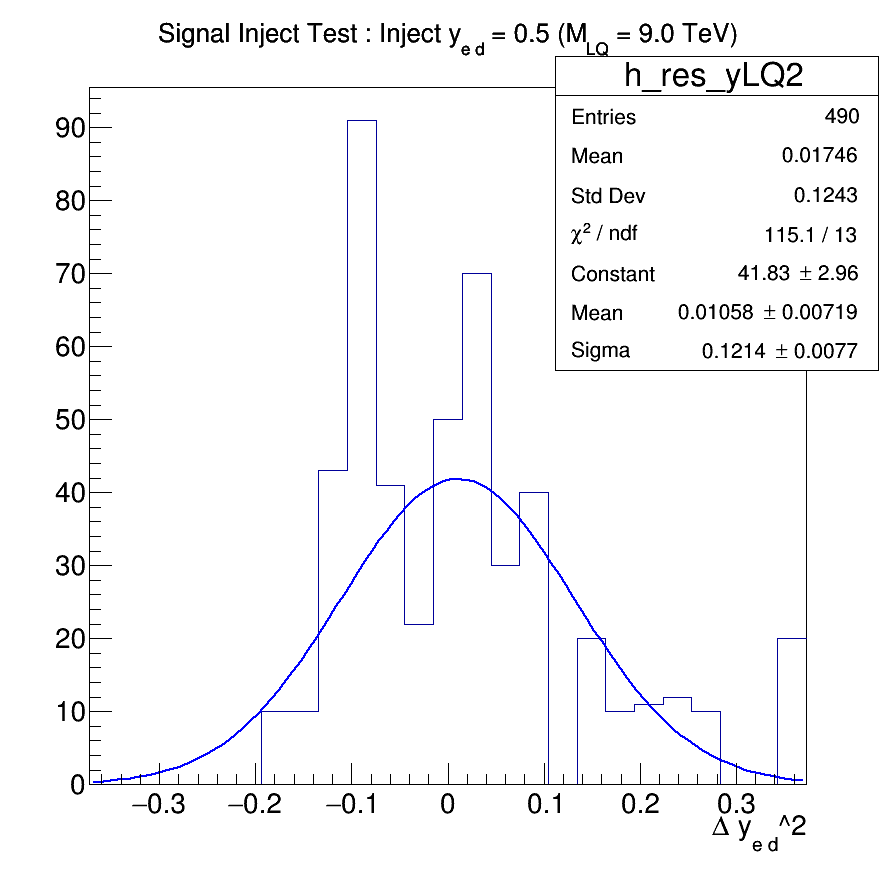 Signal Inject Test : Inject y_{e d} = 0.5 (M_{LQ} = 9.0 TeV)
h_res_yLQ2
Entries 490
Mean 0.01746
Std Dev 0.1243
χ² / ndf 115.1 / 13
Constant 41.83 ± 2.96
Mean 0.01058 ± 0.00719
Sigma 0.1214 ± 0.0077
90
80
70
60
50
40
30
20
10
0
−0.3 −0.2 −0.1 0 0.1 0.2 0.3
Δ y_{e d}^2